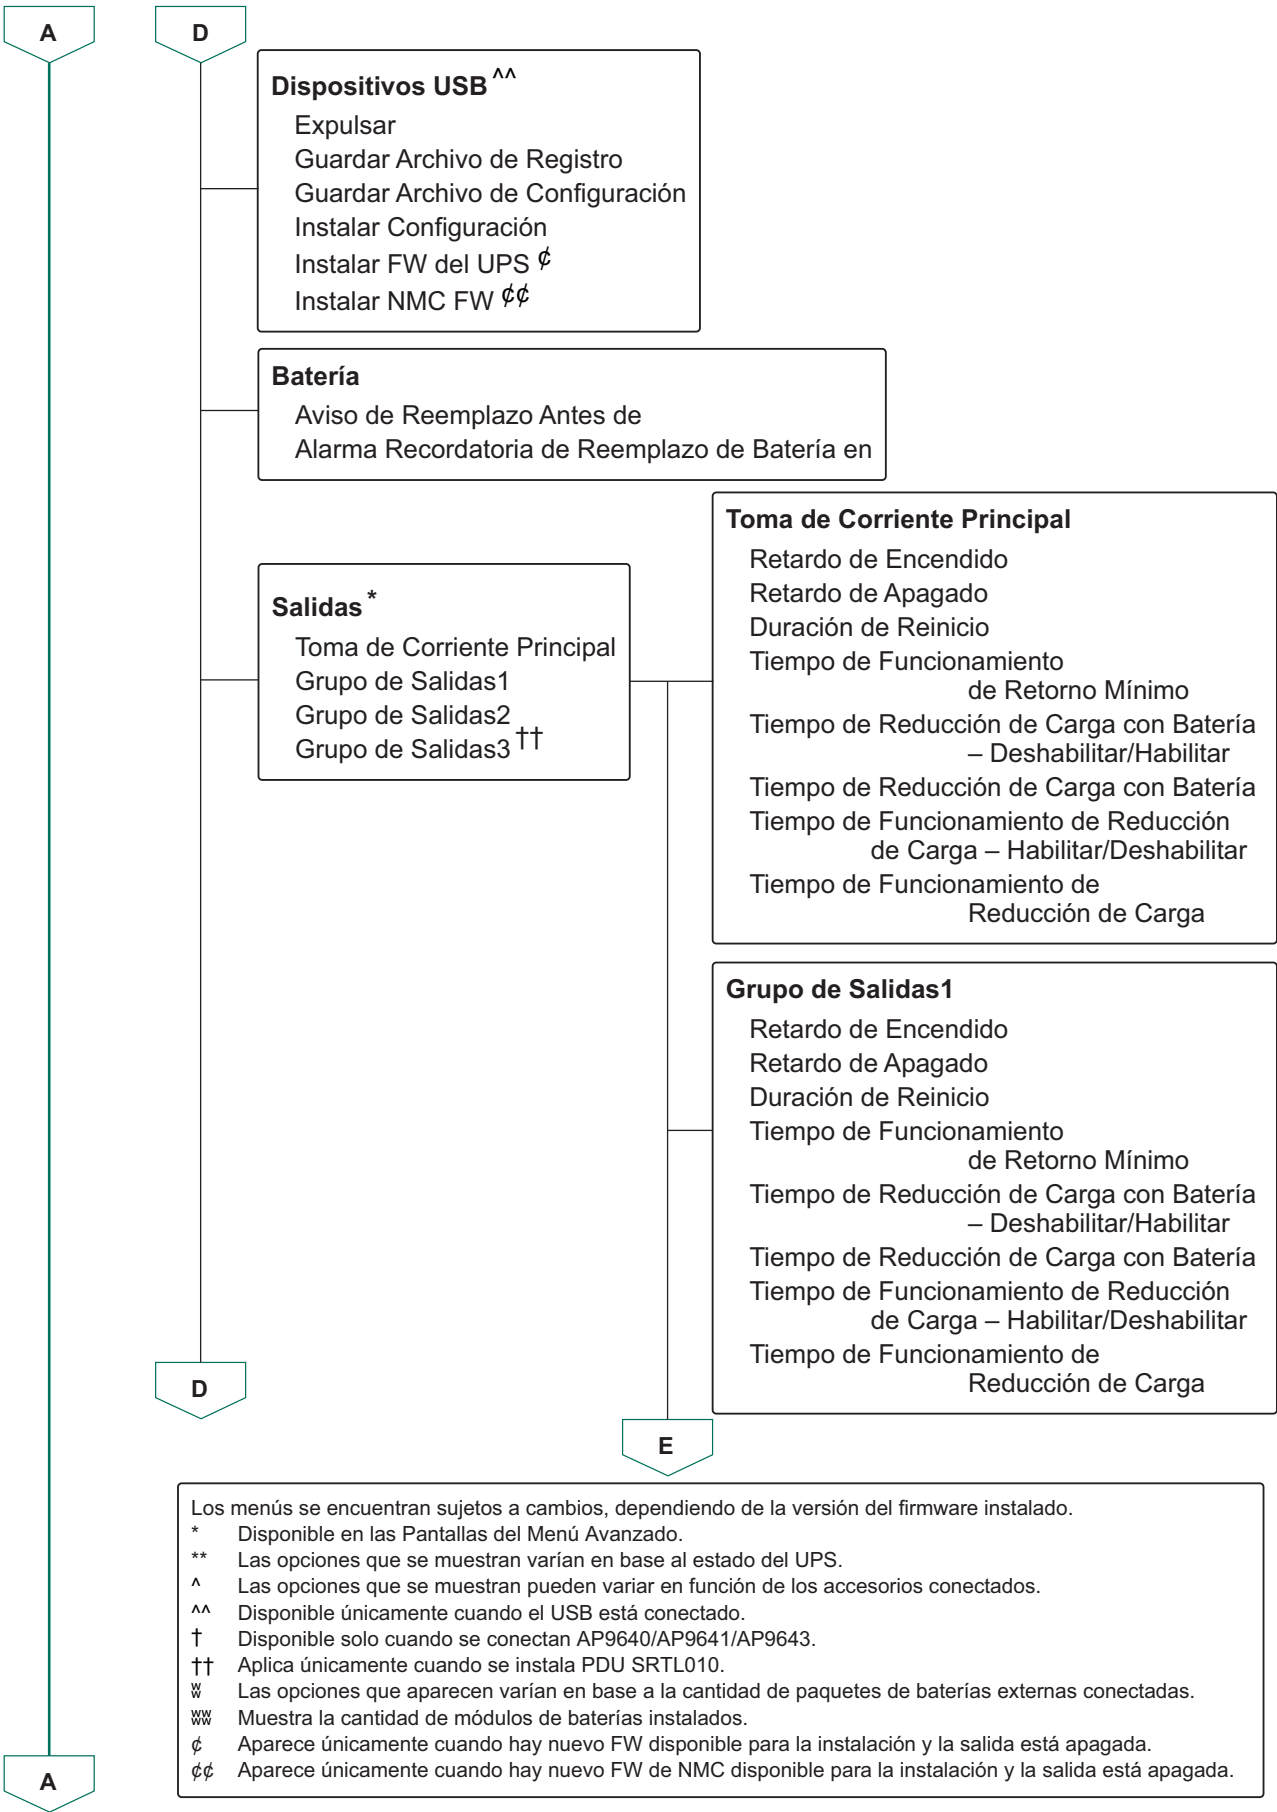 A
D
Dispositivos USB ^^
Expulsar
Guardar Archivo de Registro
Guardar Archivo de Configuración
Instalar Configuración
Instalar FW del UPS ¢
Instalar NMC FW ¢¢
Batería
Aviso de Reemplazo Antes de
Alarma Recordatoria de Reemplazo de Batería en
Salidas *
Toma de Corriente Principal
Grupo de Salidas1
Grupo de Salidas2
Grupo de Salidas3 ††
Toma de Corriente Principal
Retardo de Encendido
Retardo de Apagado
Duración de Reinicio
Tiempo de Funcionamiento
de Retorno Mínimo
Tiempo de Reducción de Carga con Batería
– Deshabilitar/Habilitar
Tiempo de Reducción de Carga con Batería
Tiempo de Funcionamiento de Reducción
de Carga – Habilitar/Deshabilitar
Tiempo de Funcionamiento de
Reducción de Carga
Grupo de Salidas1
Retardo de Encendido
Retardo de Apagado
Duración de Reinicio
Tiempo de Funcionamiento
de Retorno Mínimo
Tiempo de Reducción de Carga con Batería
– Deshabilitar/Habilitar
Tiempo de Reducción de Carga con Batería
Tiempo de Funcionamiento de Reducción
de Carga – Habilitar/Deshabilitar
Tiempo de Funcionamiento de
Reducción de Carga
D
E
Los menús se encuentran sujetos a cambios, dependiendo de la versión del firmware instalado.
* Disponible en las Pantallas del Menú Avanzado.
** Las opciones que se muestran varían en base al estado del UPS.
^ Las opciones que se muestran pueden variar en función de los accesorios conectados.
^^ Disponible únicamente cuando el USB está conectado.
† Disponible solo cuando se conectan AP9640/AP9641/AP9643.
†† Aplica únicamente cuando se instala PDU SRTL010.
ʬ Las opciones que aparecen varían en base a la cantidad de paquetes de baterías externas conectadas.
ʬʬ Muestra la cantidad de módulos de baterías instalados.
¢ Aparece únicamente cuando hay nuevo FW disponible para la instalación y la salida está apagada.
¢¢ Aparece únicamente cuando hay nuevo FW de NMC disponible para la instalación y la salida está apagada.
A